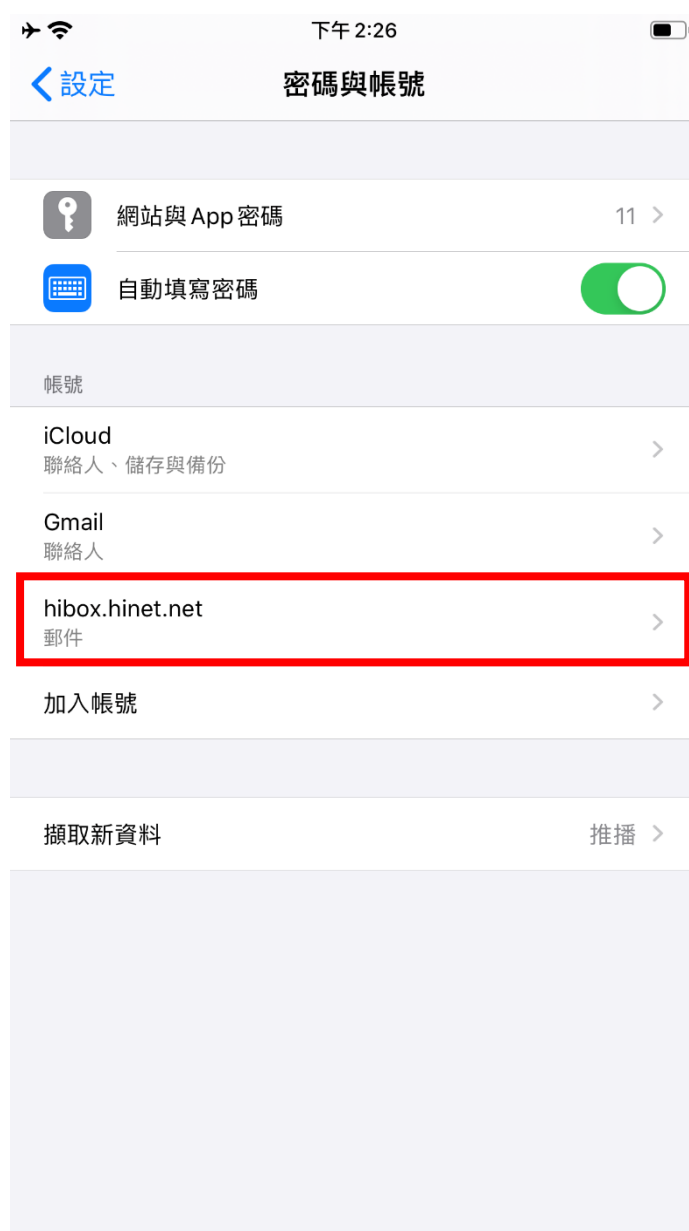 下午 2:26
設定
密碼與帳號
網站與 App 密碼 11
自動填寫密碼
帳號
iCloud
聯絡人、儲存與備份
Gmail
聯絡人
hibox.hinet.net
郵件
加入帳號
擷取新資料 推播